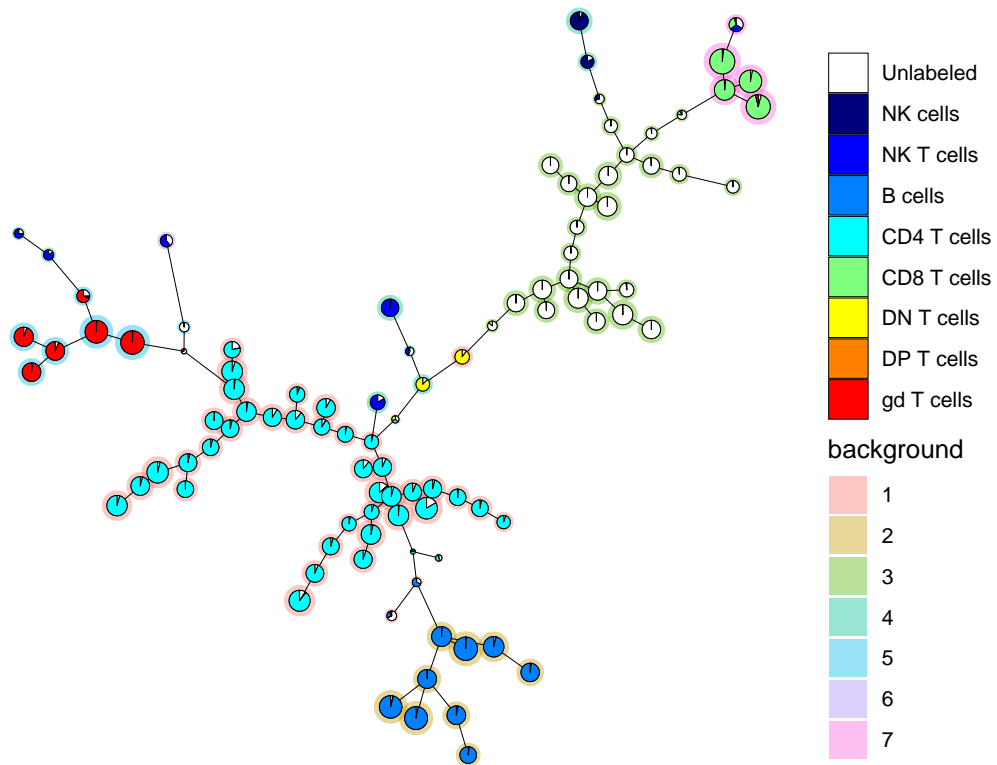 Unlabeled
NK cells
NK T cells
B cells
CD4 T cells
CD8 T cells
DN T cells
DP T cells
gd T cells
background
1
2
3
4
5
6
7